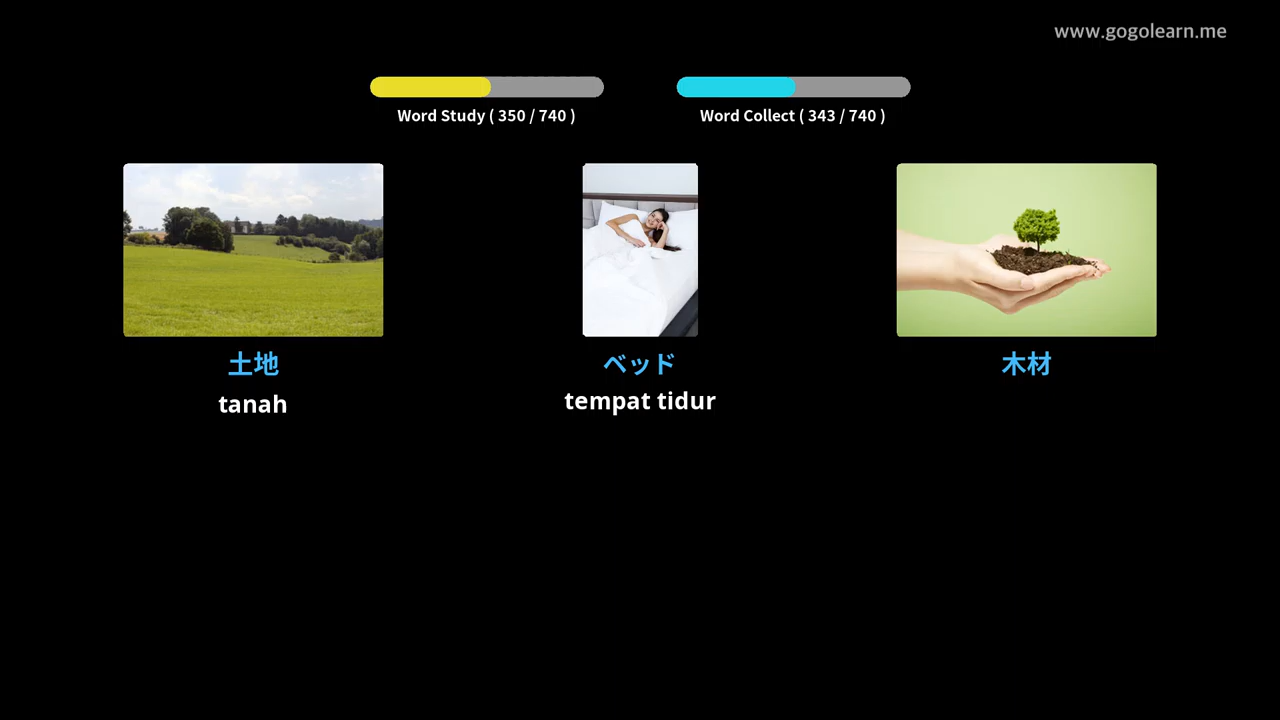 www.gogolearn.me
Word Study ( 350 / 740 )
Word Collect ( 343 / 740 )
土地
ベッド
木材
tanah
tempat tidur